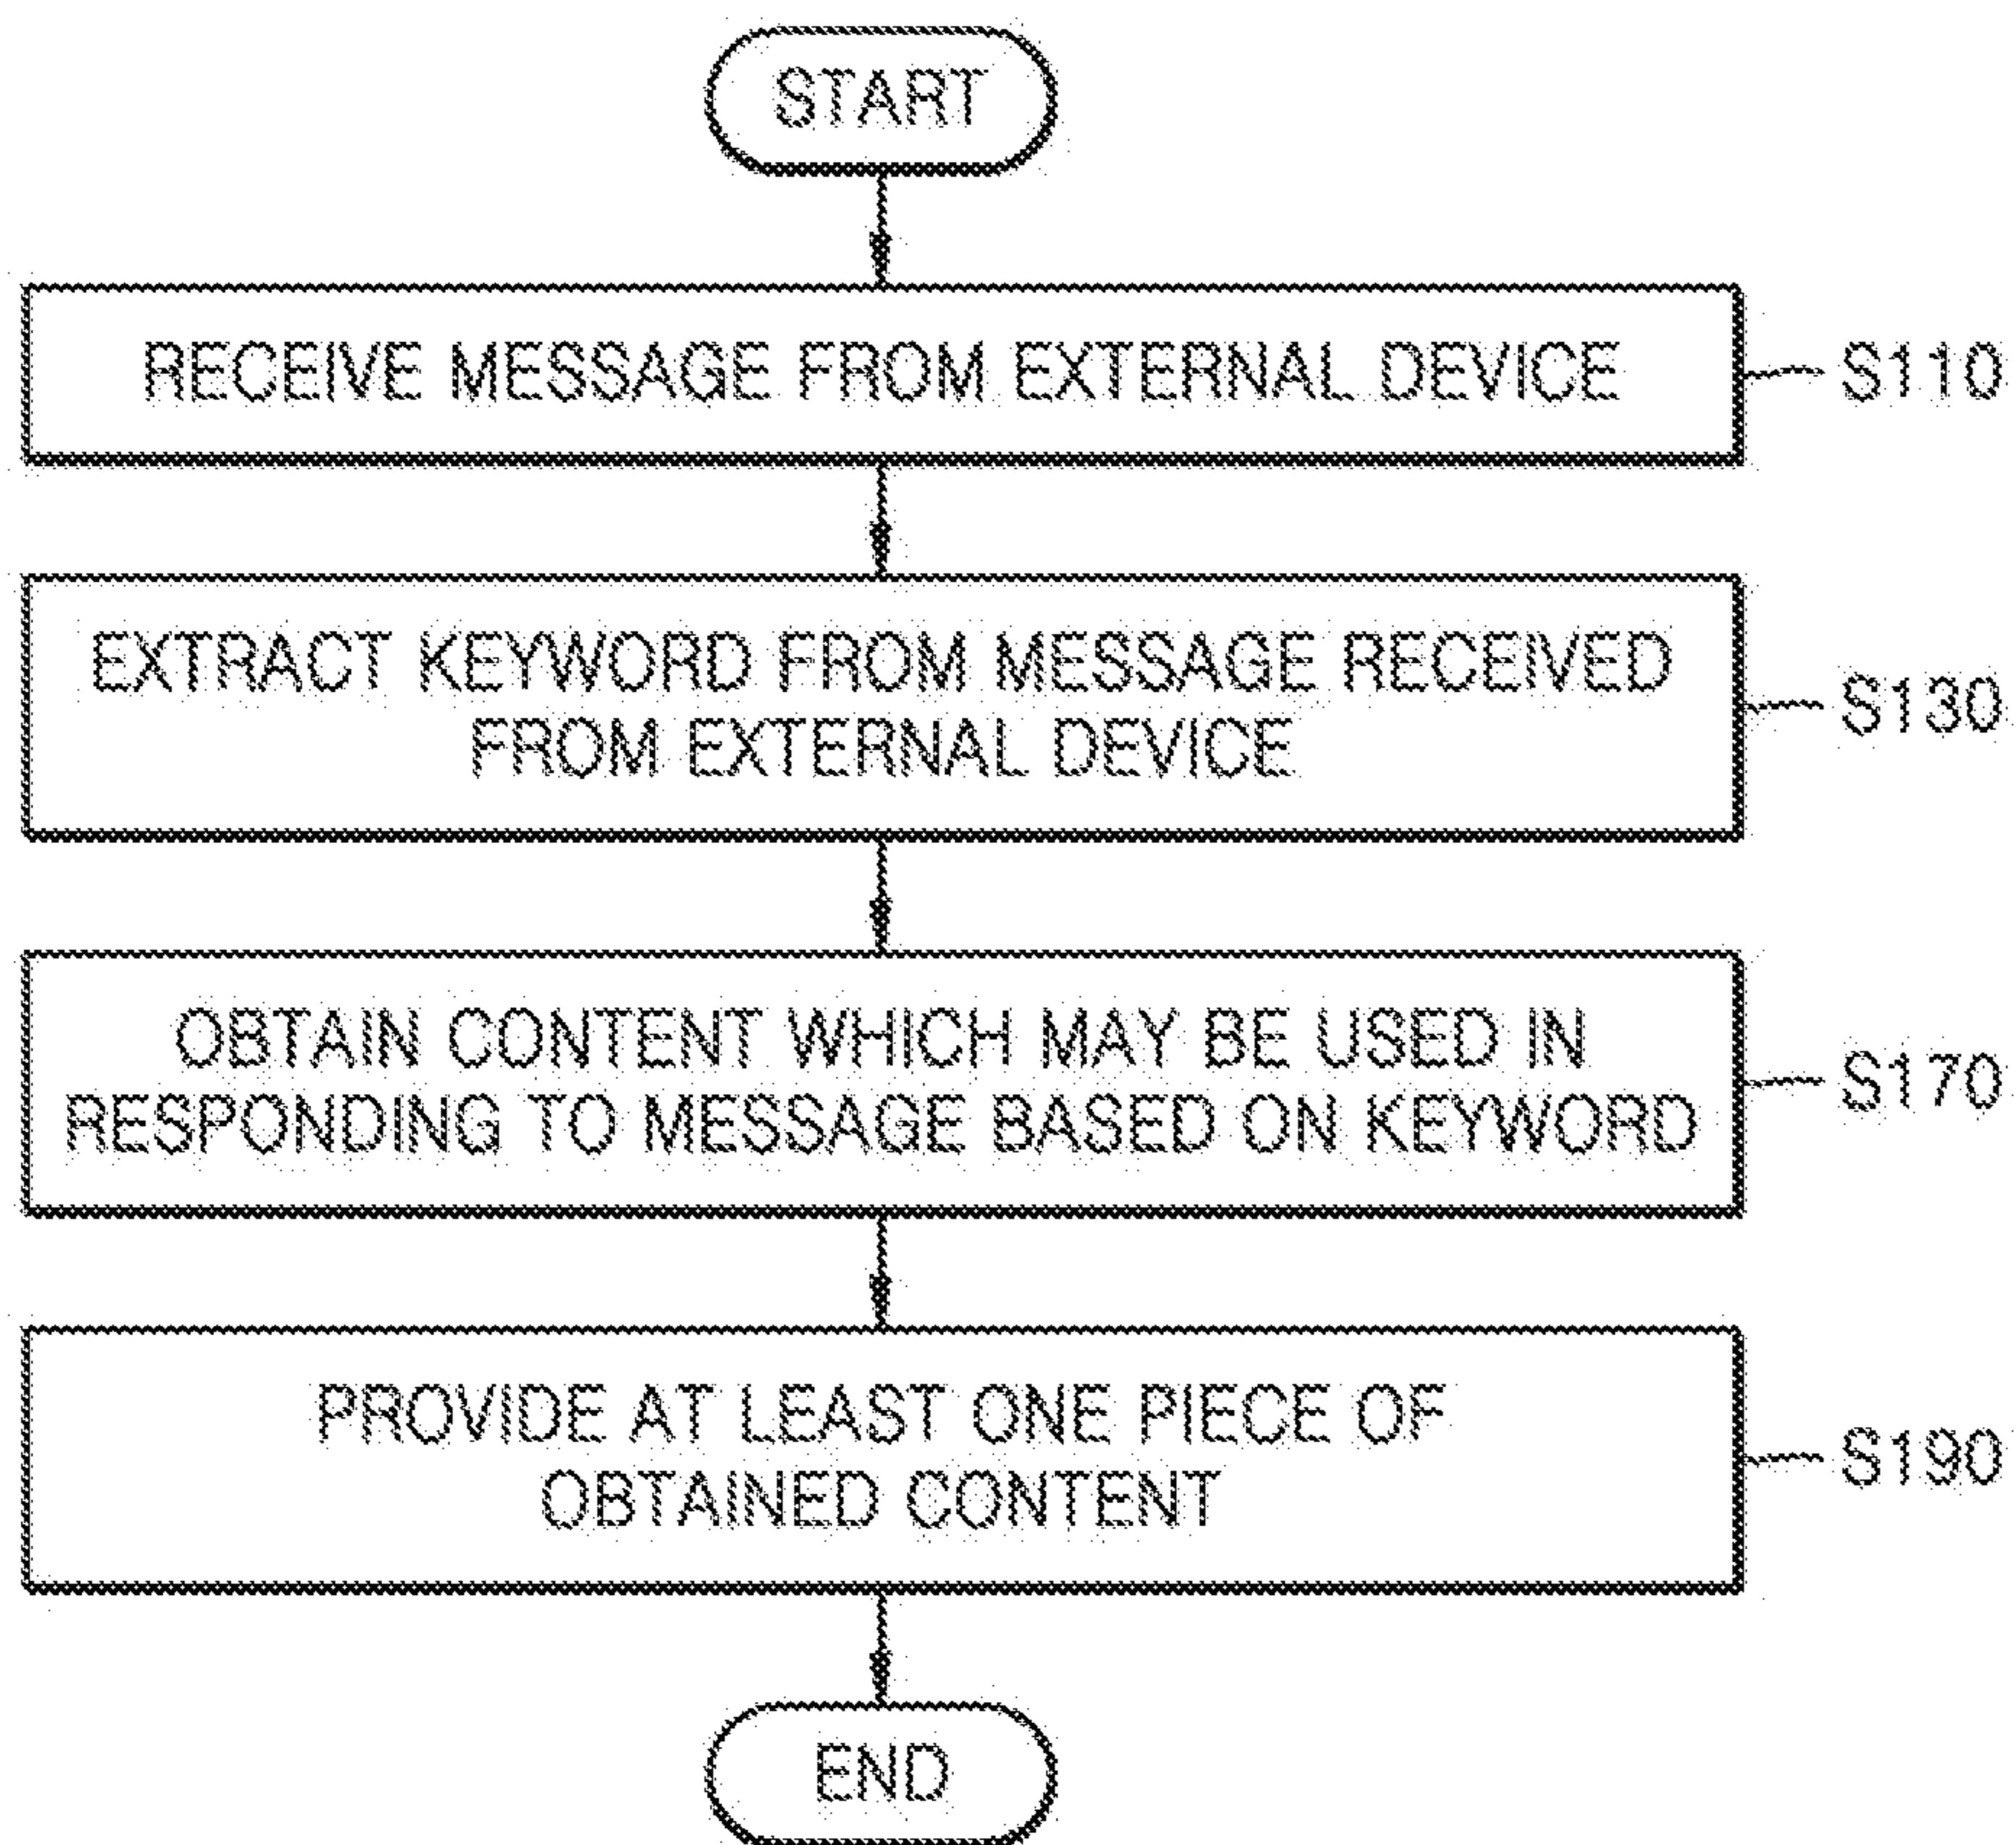 START
RECEIVE MESSAGE FROM EXTERNAL DEVICE
S110
EXTRACT KEYWORD FROM MESSAGE RECEIVED
FROM EXTERNAL DEVICE
S130
OBTAIN CONTENT WHICH MAY BE USED IN
RESPONDING TO MESSAGE BASED ON KEYWORD
S170
PROVIDE AT LEAST ONE PIECE OF
OBTAINED CONTENT
S190
END